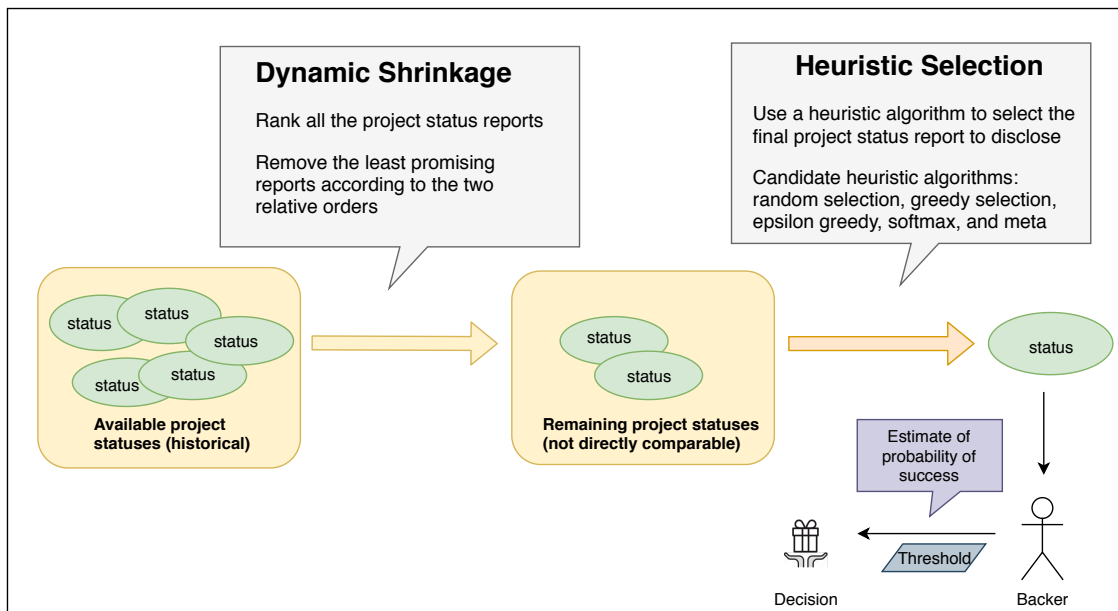 Dynamic Shrinkage
Rank all the project status reports
Remove the least promising
reports according to the two
relative orders
Heuristic Selection
Use a heuristic algorithm to select the
final project status report to disclose
Candidate heuristic algorithms:
random selection, greedy selection,
epsilon greedy, softmax, and meta
status
status
status
status
status
Available project
statuses (historical)
status
status
Remaining project statuses
(not directly comparable)
status
Estimate of
probability of
success
Threshold
Decision
Backer